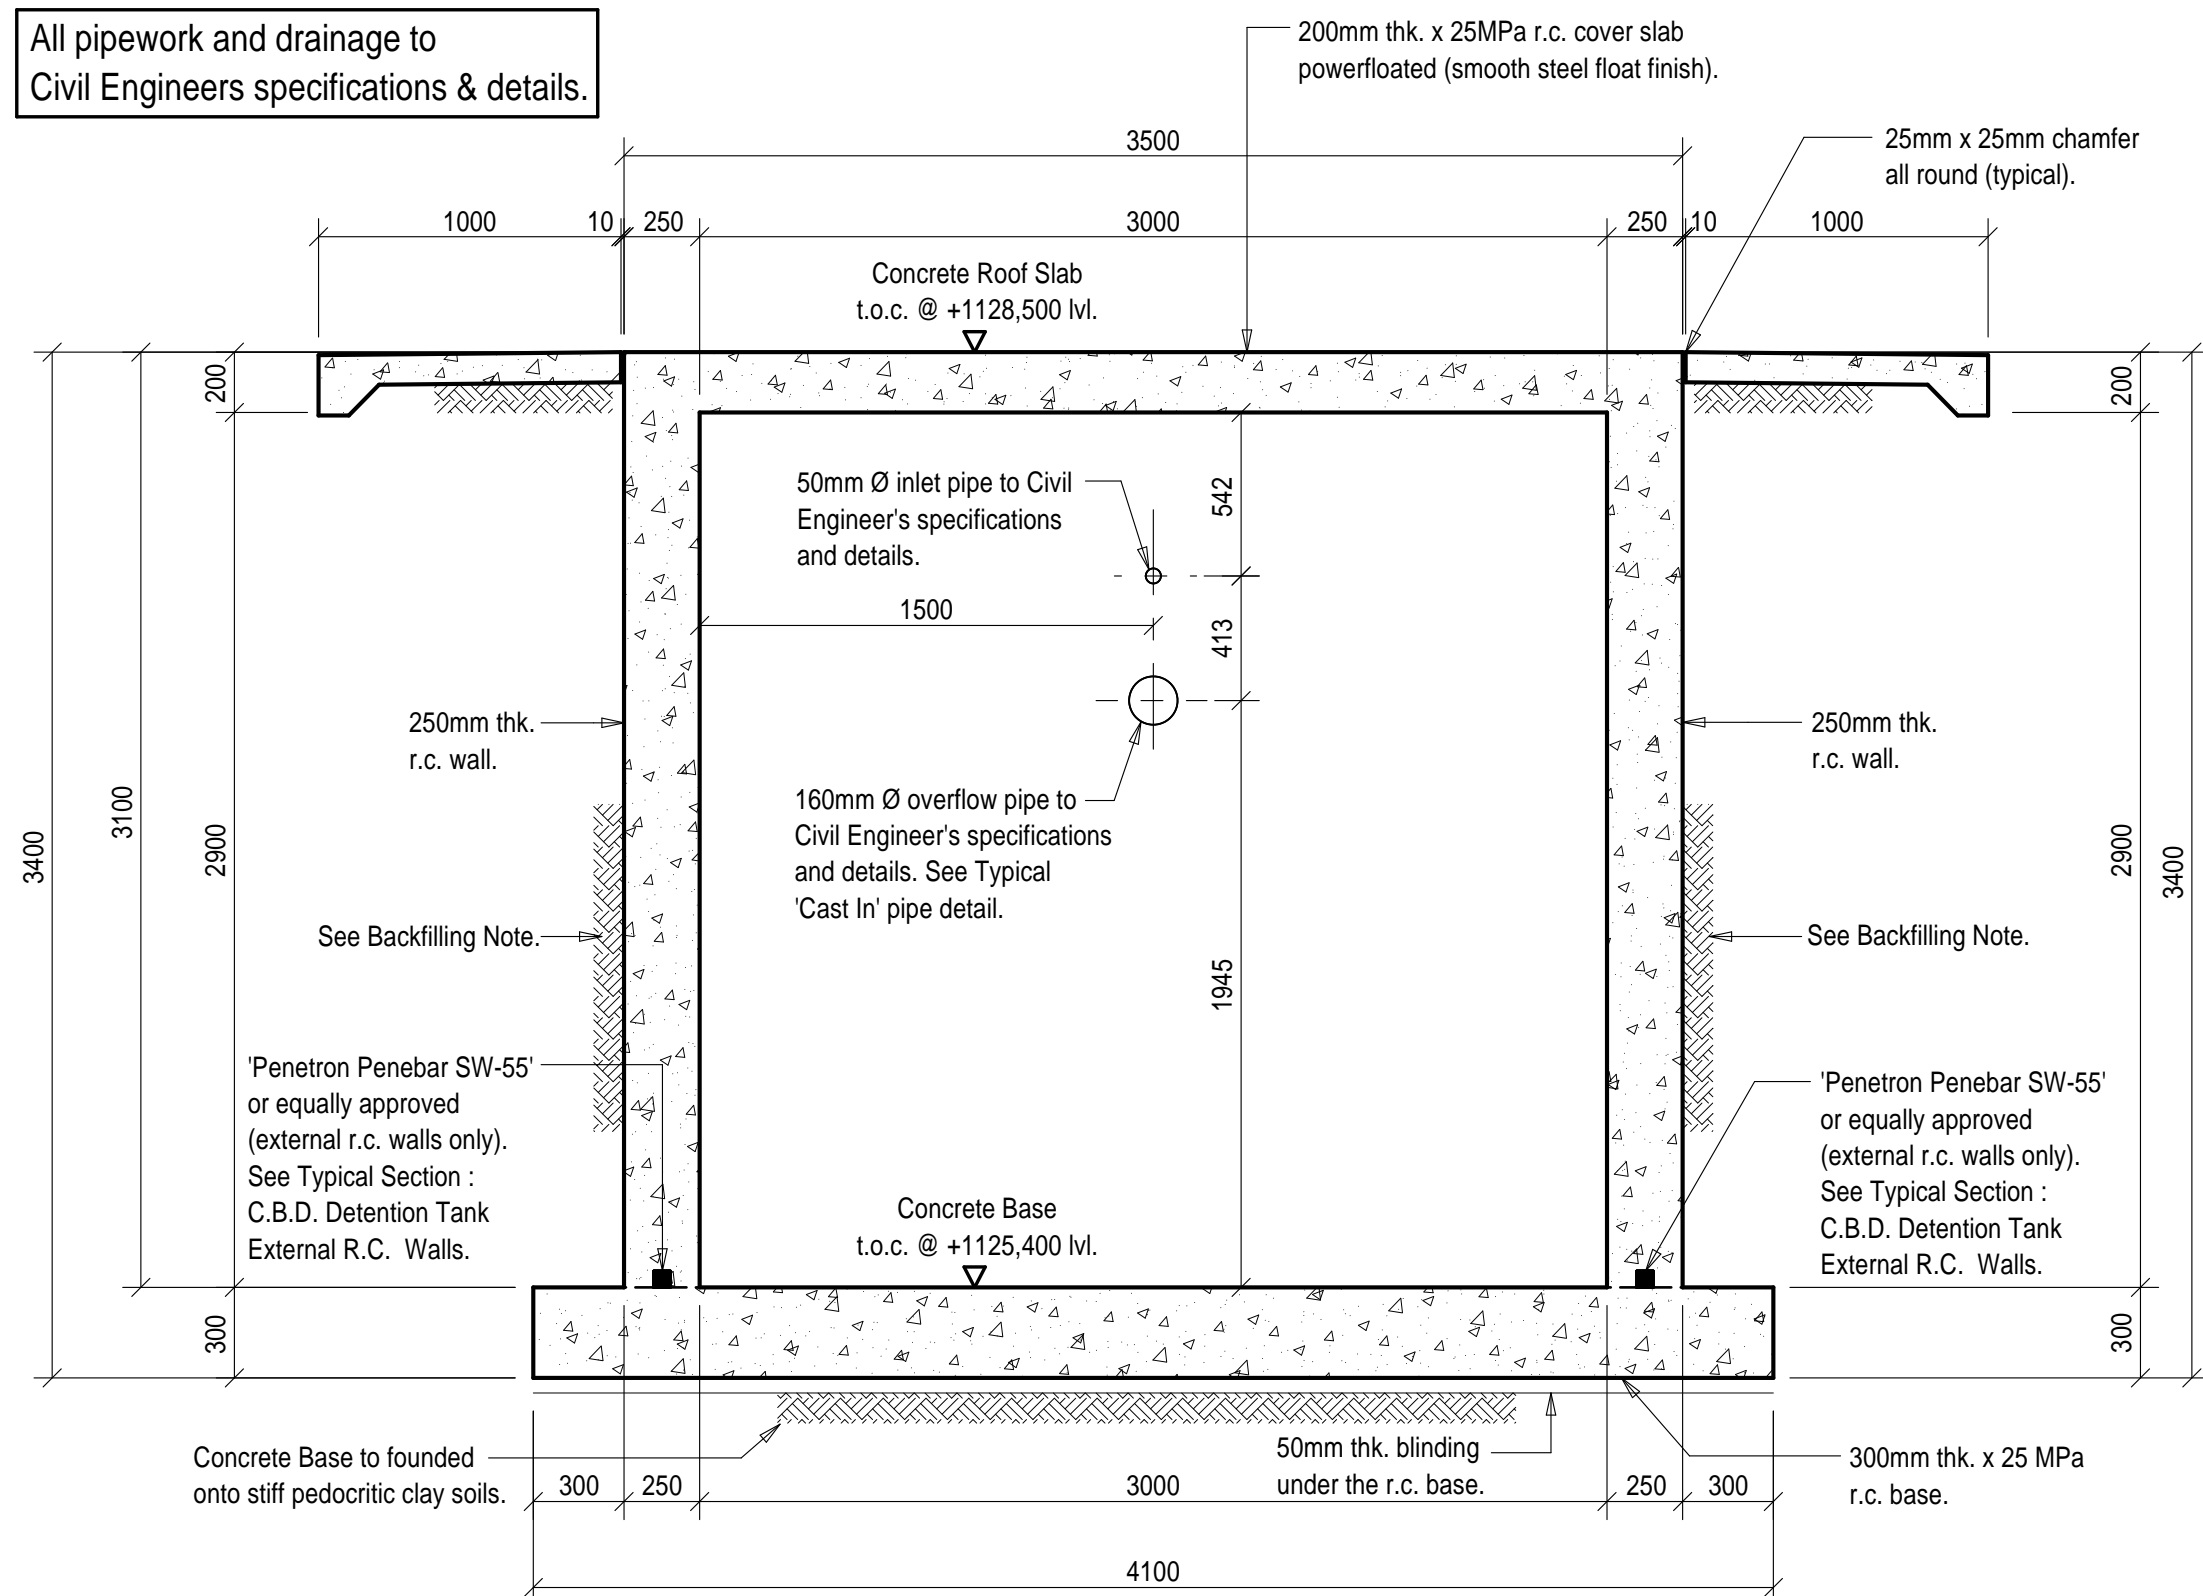 All pipework and drainage to
Civil Engineers specifications & details.
200mm thk. x 25MPa r.c. cover slab
powerfloated (smooth steel float finish).
25mm x 25mm chamfer
all round (typical).
3500
1000
10
250
3000
250
10
1000
Concrete Roof Slab
t.o.c. @ +1128,500 lvl.
200
200
50mm Ø inlet pipe to Civil
Engineer's specifications
and details.
542
1500
413
250mm thk.
r.c. wall.
250mm thk.
r.c. wall.
3400
3100
2900
160mm Ø overflow pipe to
Civil Engineer's specifications
and details. See Typical
'Cast In' pipe detail.
1945
2900
3400
See Backfilling Note.
See Backfilling Note.
'Penetron Penebar SW-55'
or equally approved
(external r.c. walls only).
See Typical Section :
C.B.D. Detention Tank
External R.C. Walls.
'Penetron Penebar SW-55'
or equally approved
(external r.c. walls only).
See Typical Section :
C.B.D. Detention Tank
External R.C. Walls.
Concrete Base
t.o.c. @ +1125,400 lvl.
300
300
Concrete Base to founded
onto stiff pedocritic clay soils.
50mm thk. blinding
under the r.c. base.
300mm thk. x 25 MPa
r.c. base.
300
250
3000
250
300
4100